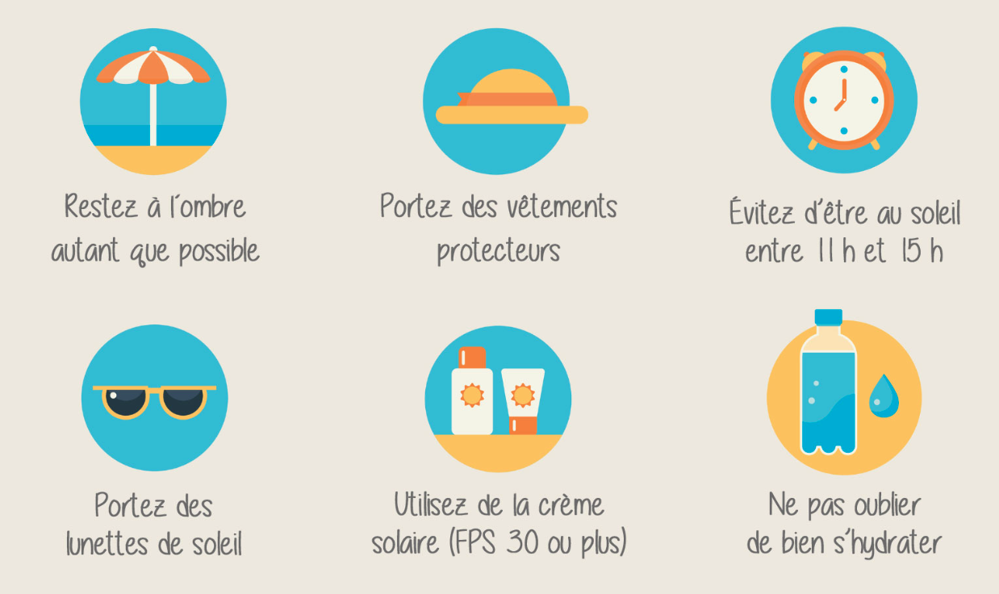 Restez à l'ombre
autant que possible
Portez des vêtements
protecteurs
Évitez d'être au soleil
entre 11 h et 15 h
Portez des
lunettes de soleil
Utilisez de la crème
solaire (FPS 30 ou plus)
Ne pas oublier
de bien s'hydrater